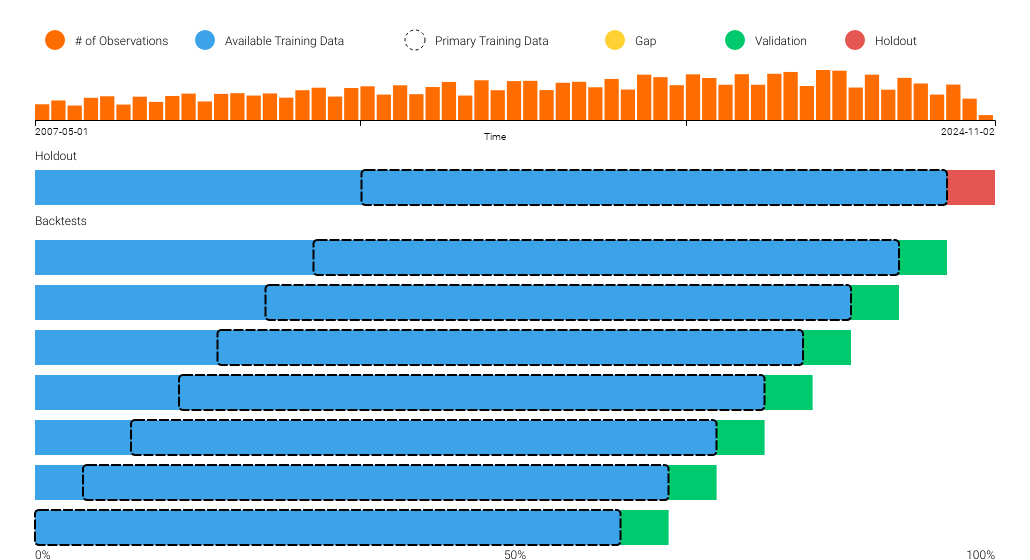 # of Observations Available Training Data Primary Training Data Gap Validation Holdout
2007-05-01 Time 2024-11-02
Holdout
Backtests
0% 50% 100%